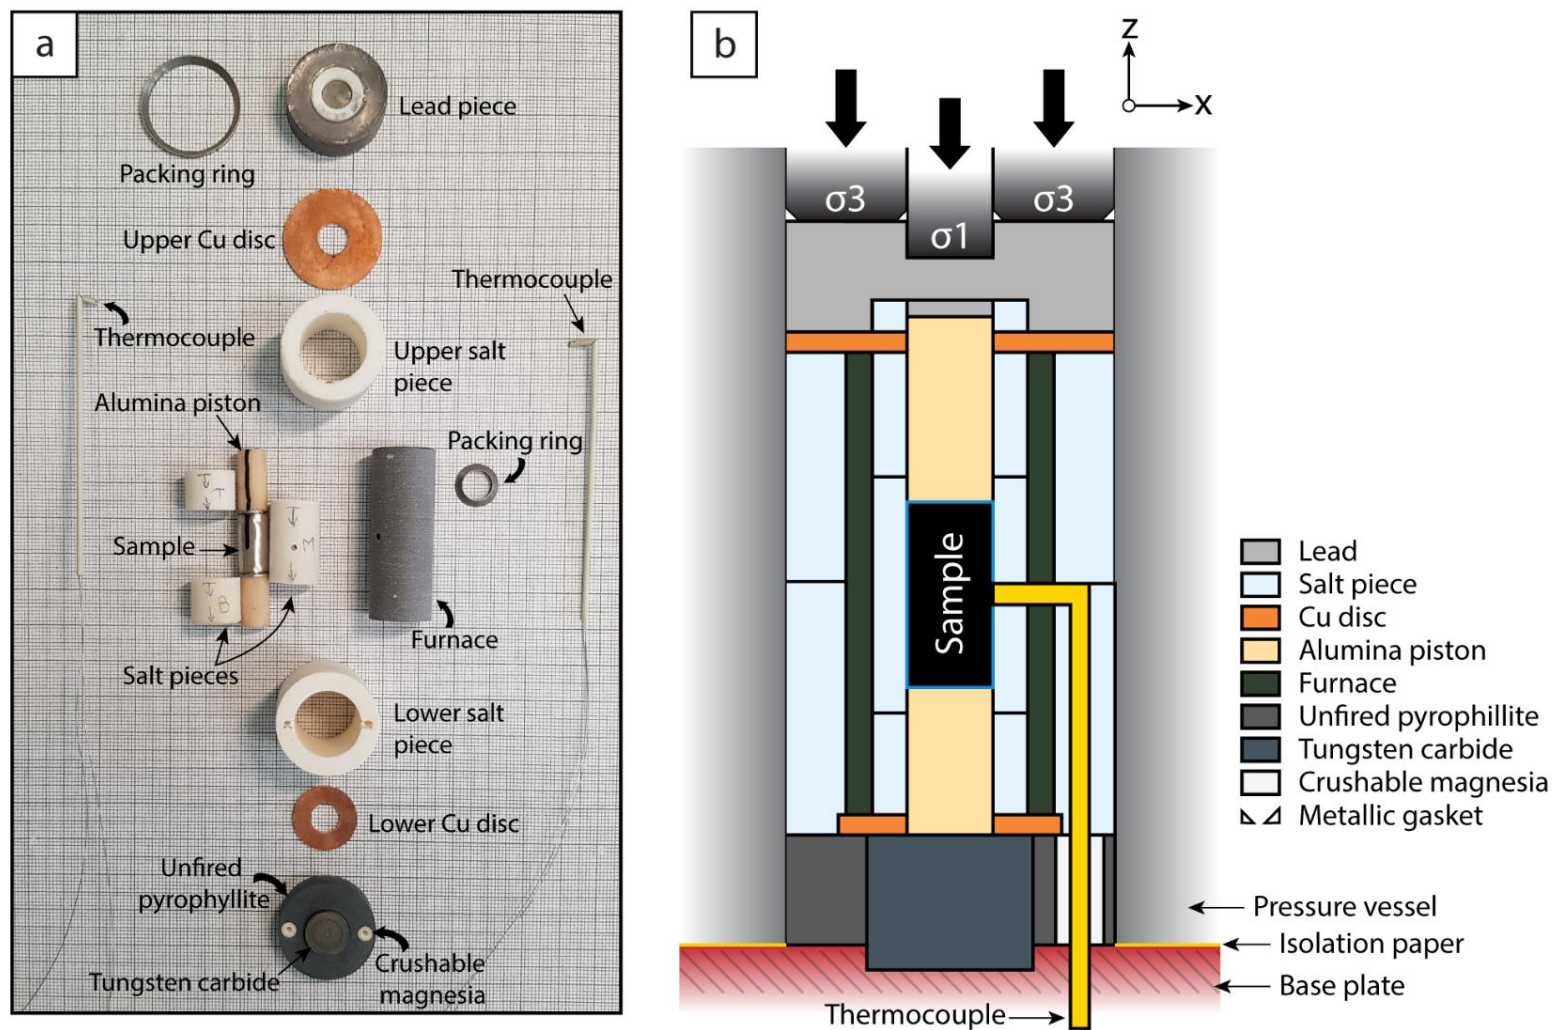 a
Lead piece
Packing ring
Upper Cu disc
Thermocouple
Thermocouple
Upper salt
piece
Alumina piston
Packing ring
T
Sample
M
B
Furnace
Salt pieces
Lower salt
piece
Lower Cu disc
Unfired
pyrophyllite
Tungsten carbide
Crushable
magnesia
b
z
x
σ3
σ3
σ1
Sample
Lead
Salt piece
Cu disc
Alumina piston
Furnace
Unfired pyrophillite
Tungsten carbide
Crushable magnesia
Metallic gasket
Pressure vessel
Isolation paper
Base plate
Thermocouple